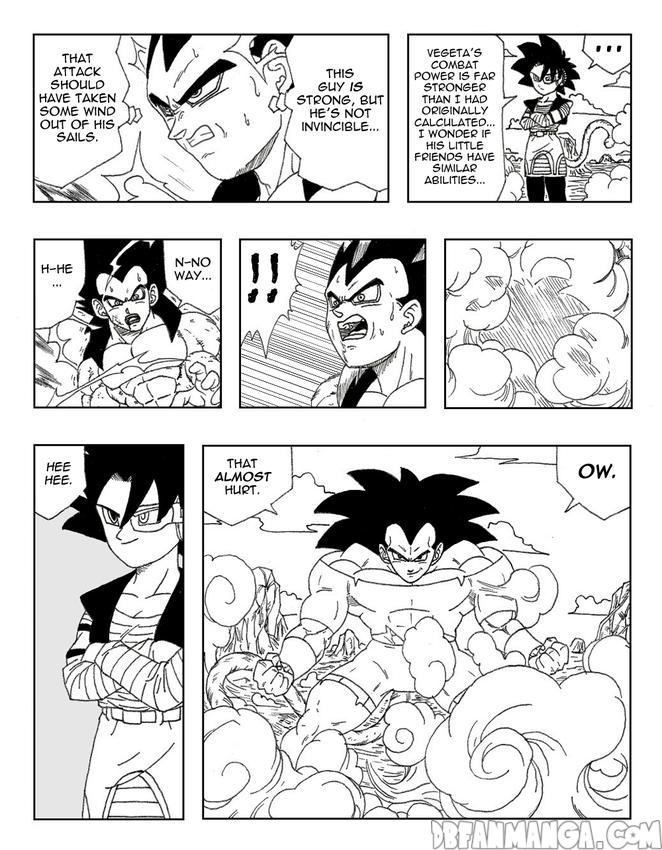 ...
VEGETA'S
COMBAT
POWER IS FAR
STRONGER
THAN I HAD
ORIGINALLY
CALCULATED...
I WONDER IF
HIS LITTLE
FRIENDS HAVE
SIMILAR
ABILITIES...
THIS
GUY IS
STRONG, BUT
HE'S NOT
INVINCIBLE...
THAT
ATTACK
SHOULD
HAVE TAKEN
SOME WIND
OUT OF HIS
SAILS.
!!
N-NO
WAY...
H-HE
...
OW.
THAT
ALMOST
HURT.
HEE
HEE.
DBFANMANGA.COM